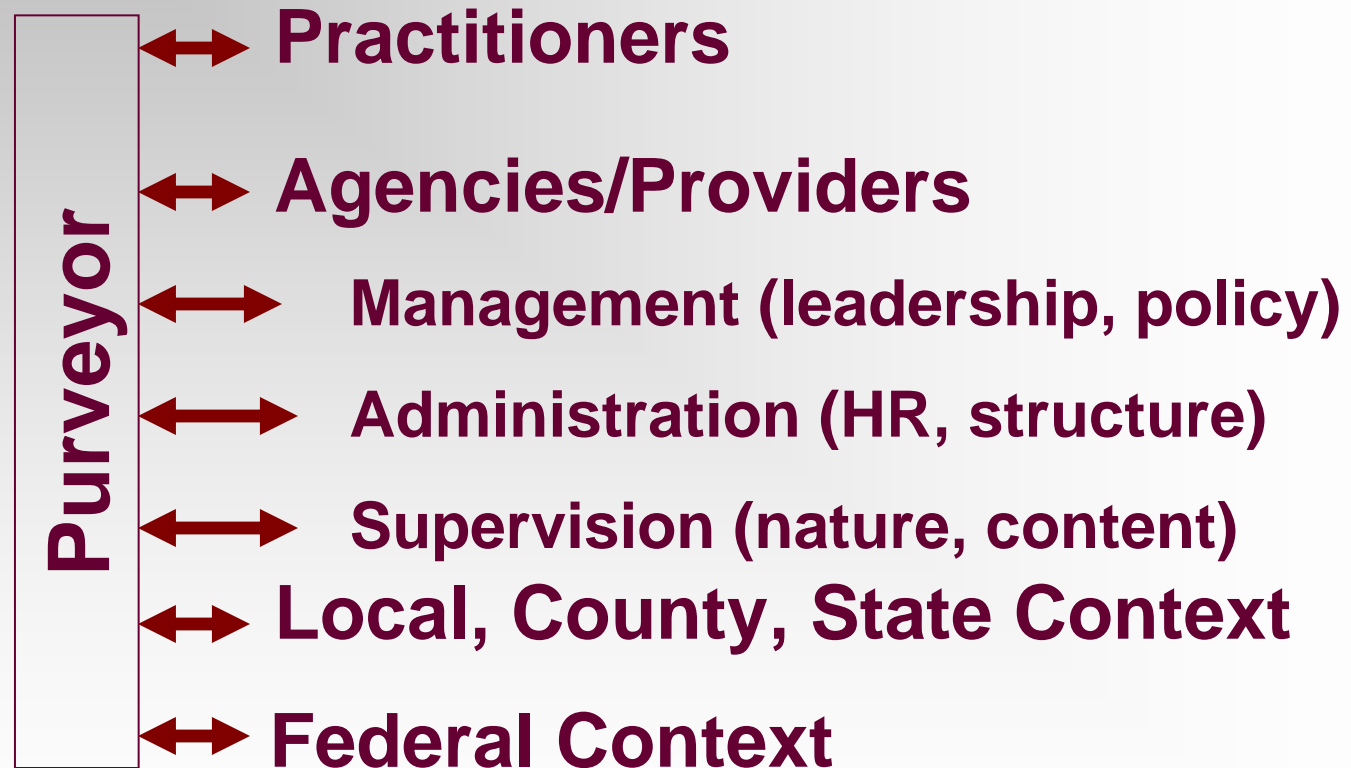 Purveyor
Practitioners
Agencies/Providers
Management (leadership, policy)
Administration (HR, structure)
Supervision (nature, content)
Local, County, State Context
Federal Context